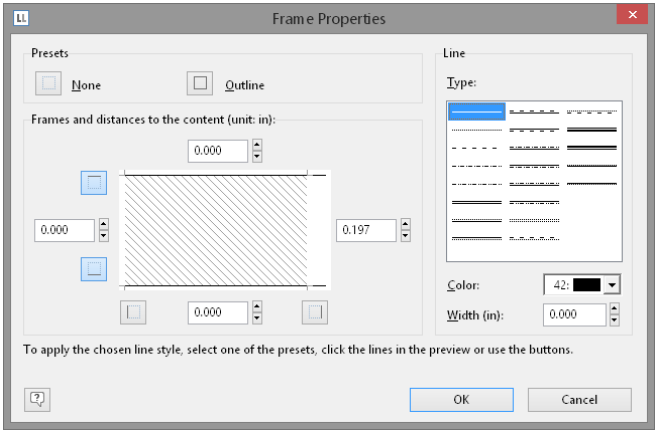 LL
Frame Properties
Presets
None
Outline
Frames and distances to the content (unit: in):
0.000
0.000
0.197
0.000
Line
Type:
Color:
42:
Width (in):
0.000
To apply the chosen line style, select one of the presets, click the lines in the preview or use the buttons.
?
OK
Cancel